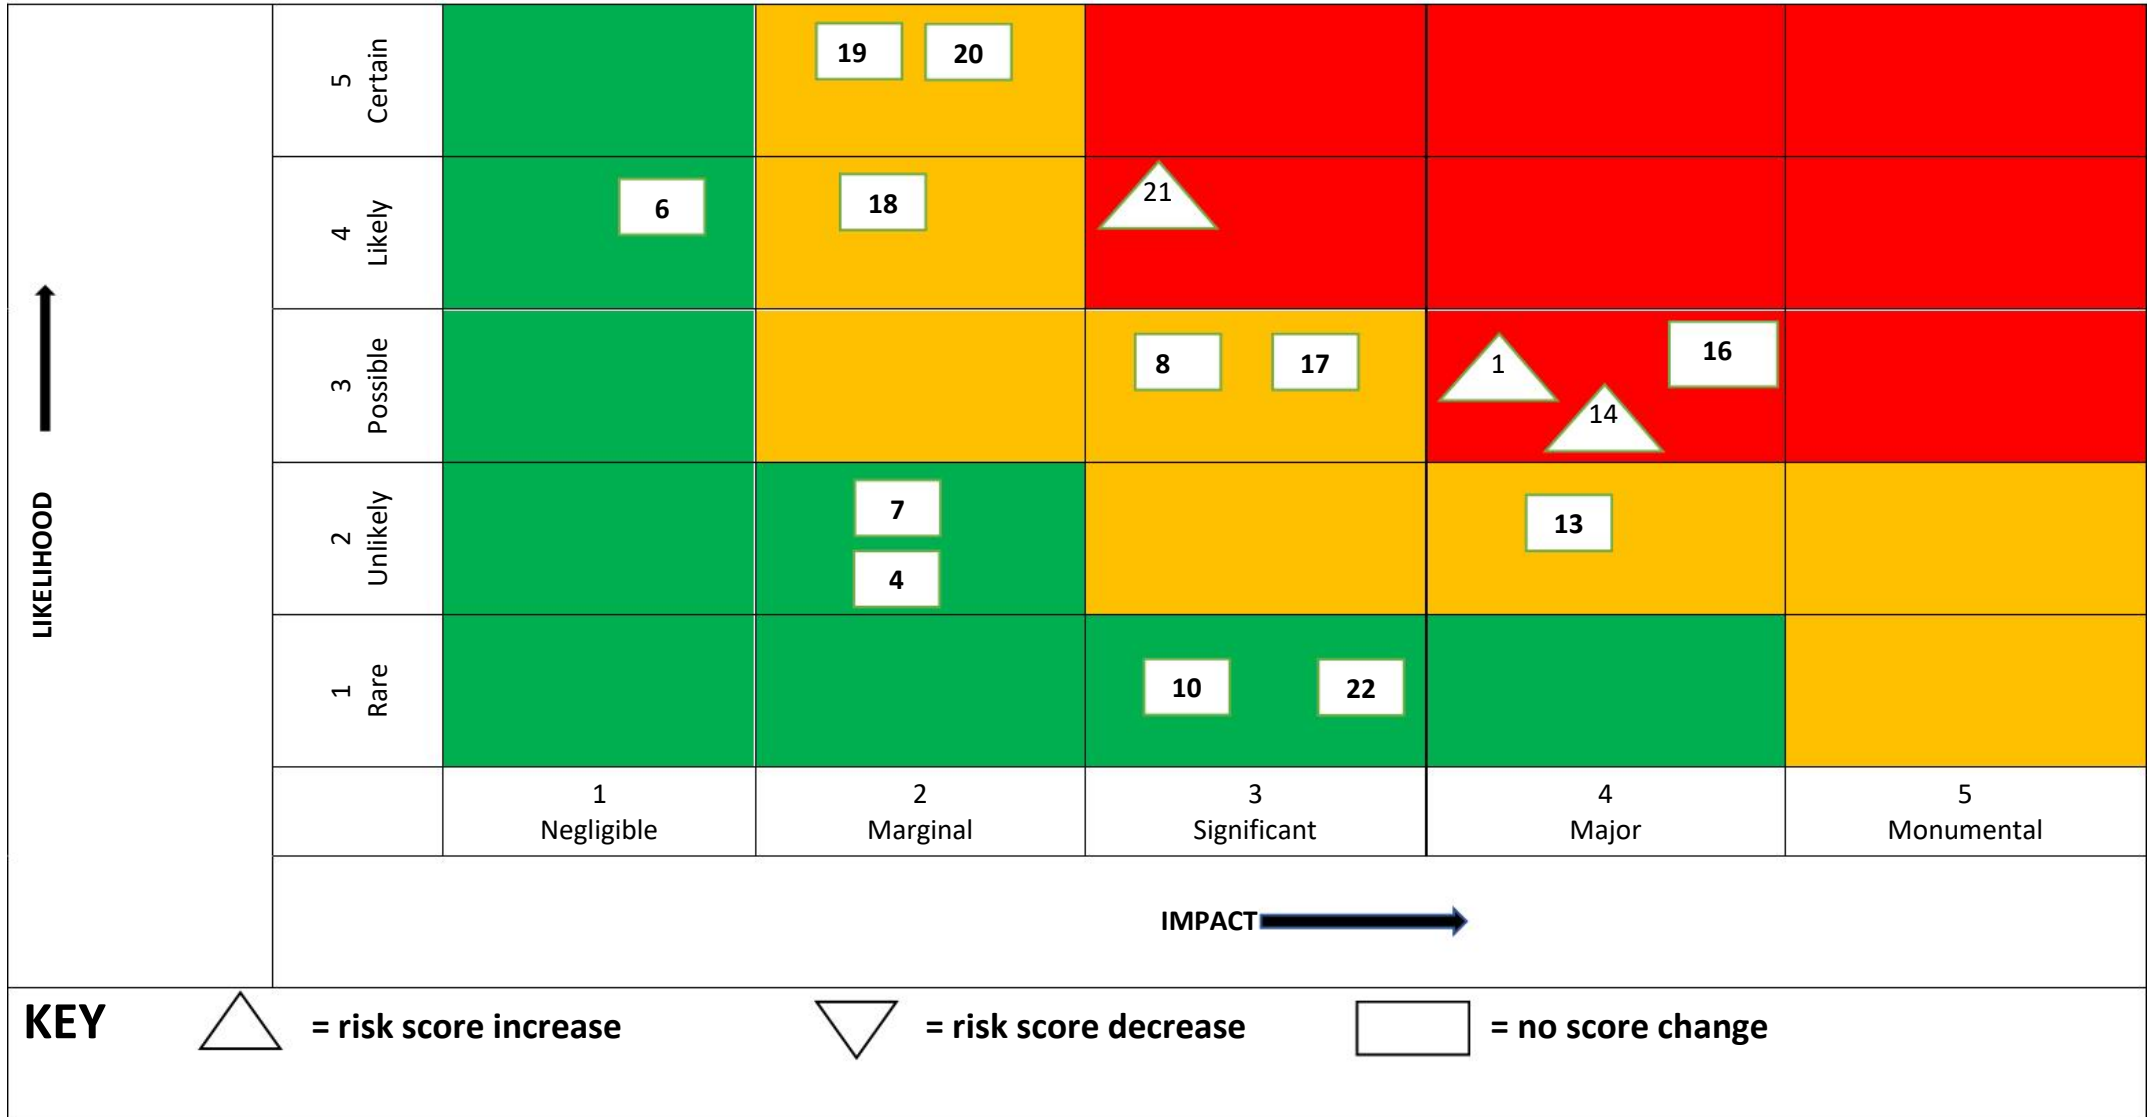 5
Certain
19 20
4
Likely
6 18 21
3
Possible
8 17 1 16
14
LIKELIHOOD
2
Unlikely
7 13
4
1
Rare
10 22
1 2 3 4 5
Negligible Marginal Significant Major Monumental
IMPACT
KEY = risk score increase = risk score decrease = no score change